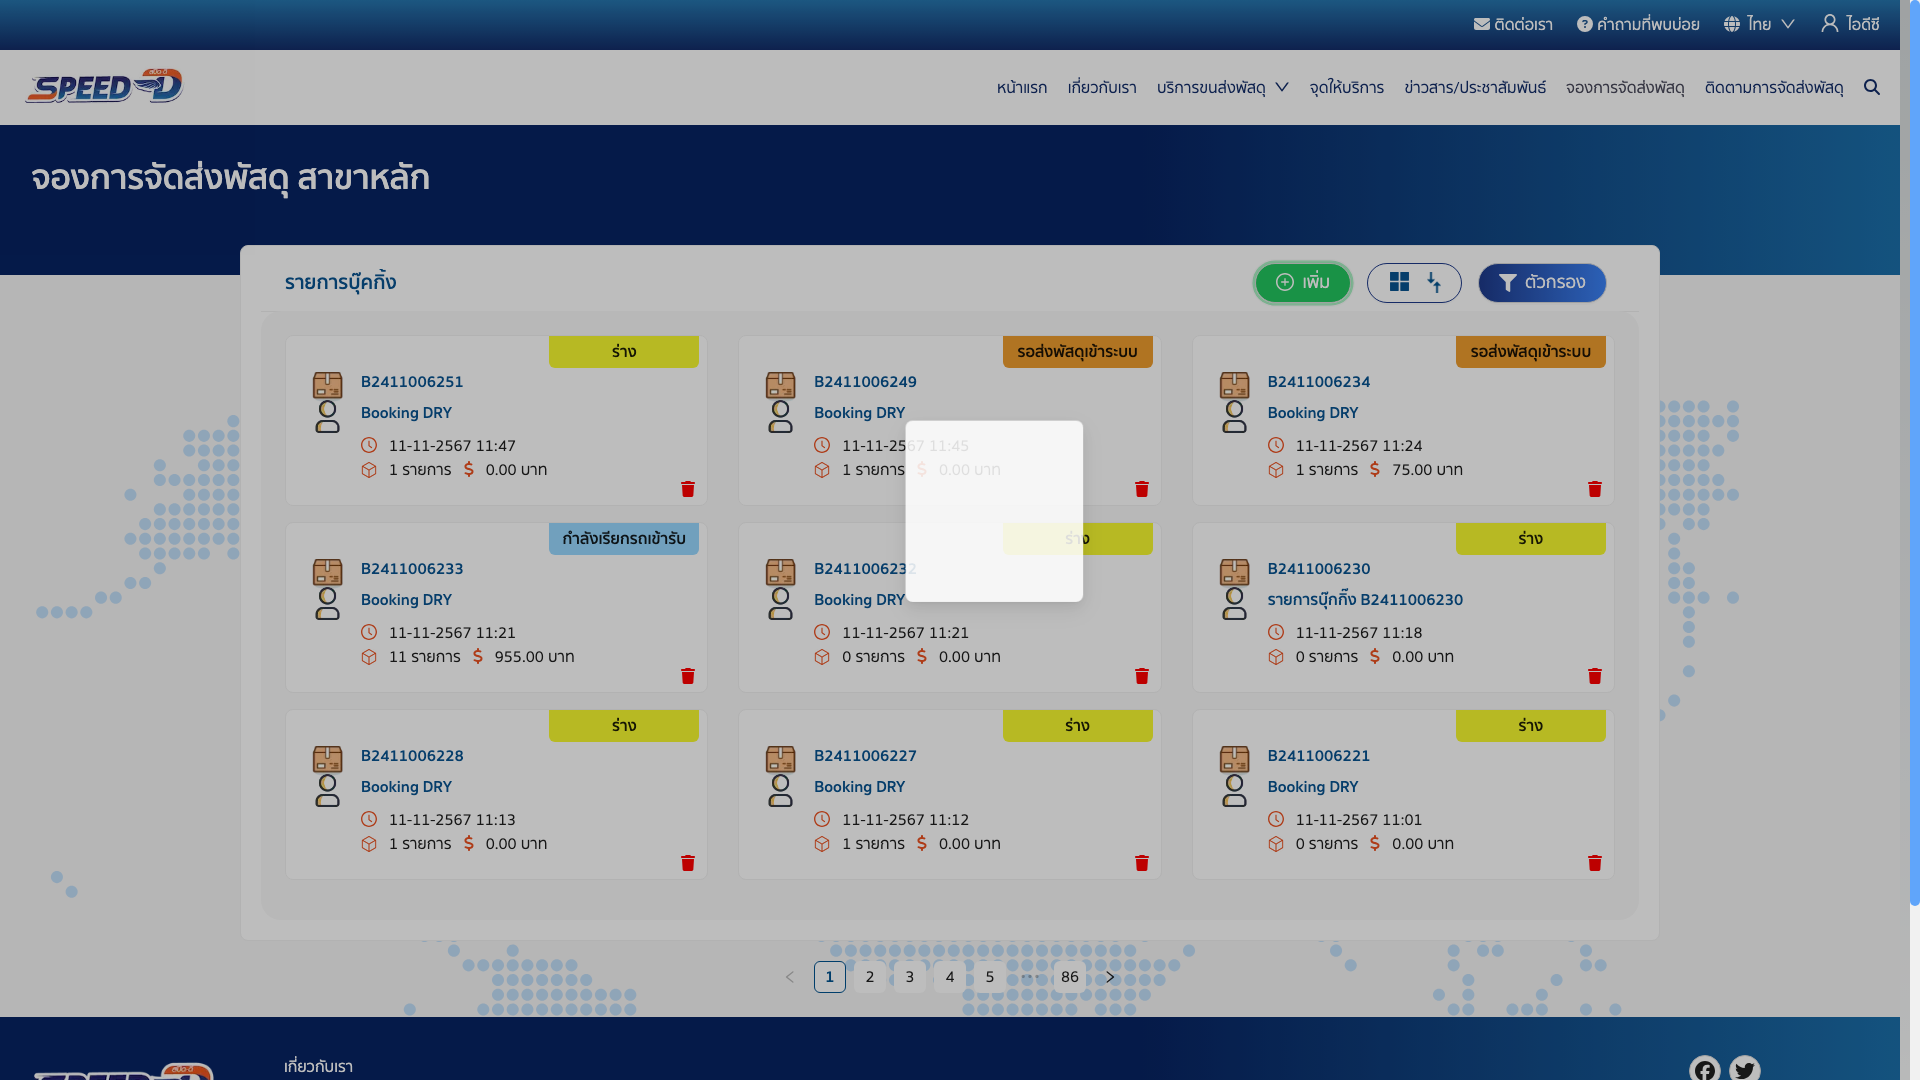 ติดต่อเรา คำถามที่พบบ่อย ไทย ไอดีซี
SPEED-D สปีด-ดี
หน้าแรก เกี่ยวกับเรา บริการขนส่งพัสดุ จุดให้บริการ ข่าวสาร/ประชาสัมพันธ์ จองการจัดส่งพัสดุ ติดตามการจัดส่งพัสดุ
จองการจัดส่งพัสดุ สาขาหลัก
รายการบุ๊คกิ้ง
เพิ่ม
ตัวกรอง
ร่าง
B2411006251
Booking DRY
11-11-2567 11:47
1 รายการ $ 0.00 บาท
รอส่งพัสดุเข้าระบบ
B2411006249
Booking DRY
11-11-2567 11:45
1 รายการ $ 0.00 บาท
รอส่งพัสดุเข้าระบบ
B2411006234
Booking DRY
11-11-2567 11:24
1 รายการ $ 75.00 บาท
กำลังเรียกรถเข้ารับ
B2411006233
Booking DRY
11-11-2567 11:21
11 รายการ $ 955.00 บาท
ร่าง
B2411006232
Booking DRY
11-11-2567 11:21
0 รายการ $ 0.00 บาท
ร่าง
B2411006230
รายการบุ๊กกิ๊ง B2411006230
11-11-2567 11:18
0 รายการ $ 0.00 บาท
ร่าง
B2411006228
Booking DRY
11-11-2567 11:13
1 รายการ $ 0.00 บาท
ร่าง
B2411006227
Booking DRY
11-11-2567 11:12
1 รายการ $ 0.00 บาท
ร่าง
B2411006221
Booking DRY
11-11-2567 11:01
0 รายการ $ 0.00 บาท
< 1 2 3 4 5 ••• 86 >
SPEED-D สปีด-ดี
เกี่ยวกับเรา